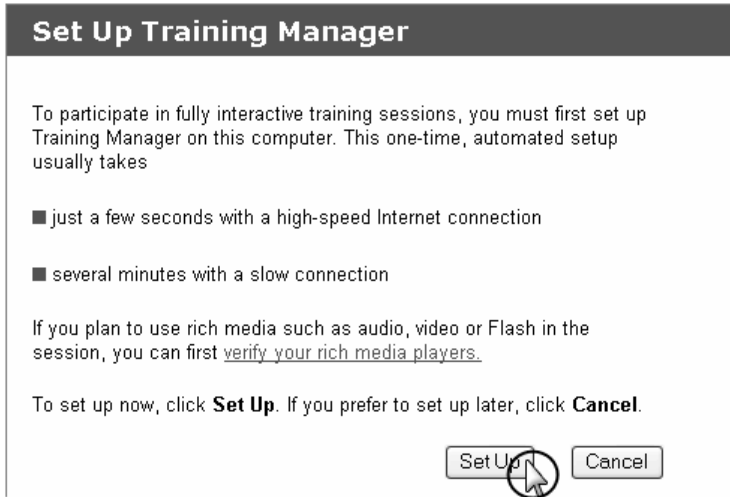 Set Up Training Manager
To participate in fully interactive training sessions, you must first set up
Training Manager on this computer. This one-time, automated setup
usually takes
just a few seconds with a high-speed Internet connection
several minutes with a slow connection
If you plan to use rich media such as audio, video or Flash in the
session, you can first verify your rich media players.
To set up now, click Set Up. If you prefer to set up later, click Cancel.
Set Up Cancel